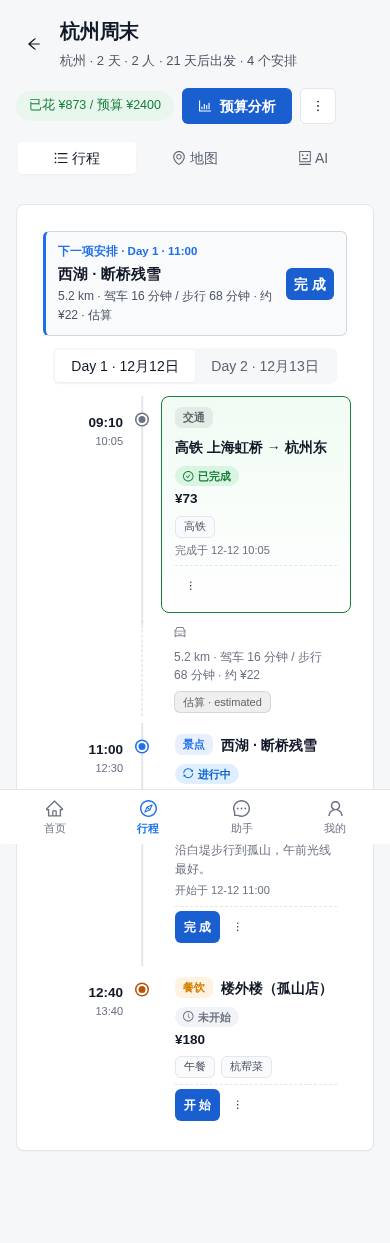 杭州周末
杭州 · 2 天 · 2 人 · 21 天后出发 · 4 个安排
已花 ¥873 / 预算 ¥2400
预算分析
行程
地图
AI
下一项安排 · Day 1 · 11:00
西湖 · 断桥残雪
5.2 km · 驾车 16 分钟 / 步行 68 分钟 · 约
¥22 · 估算
完 成
Day 1 · 12月12日
Day 2 · 12月13日
09:10
10:05
交通
高铁 上海虹桥 → 杭州东
已完成
¥73
高铁
完成于 12-12 10:05
5.2 km · 驾车 16 分钟 / 步行
68 分钟 · 约 ¥22
估算 · estimated
11:00
12:30
景点 西湖 · 断桥残雪
进行中
首页
行程
助手
我的
沿白堤步行到孤山，午前光线
最好。
开始于 12-12 11:00
完 成
12:40
13:40
餐饮 楼外楼（孤山店）
未开始
¥180
午餐 杭帮菜
开 始